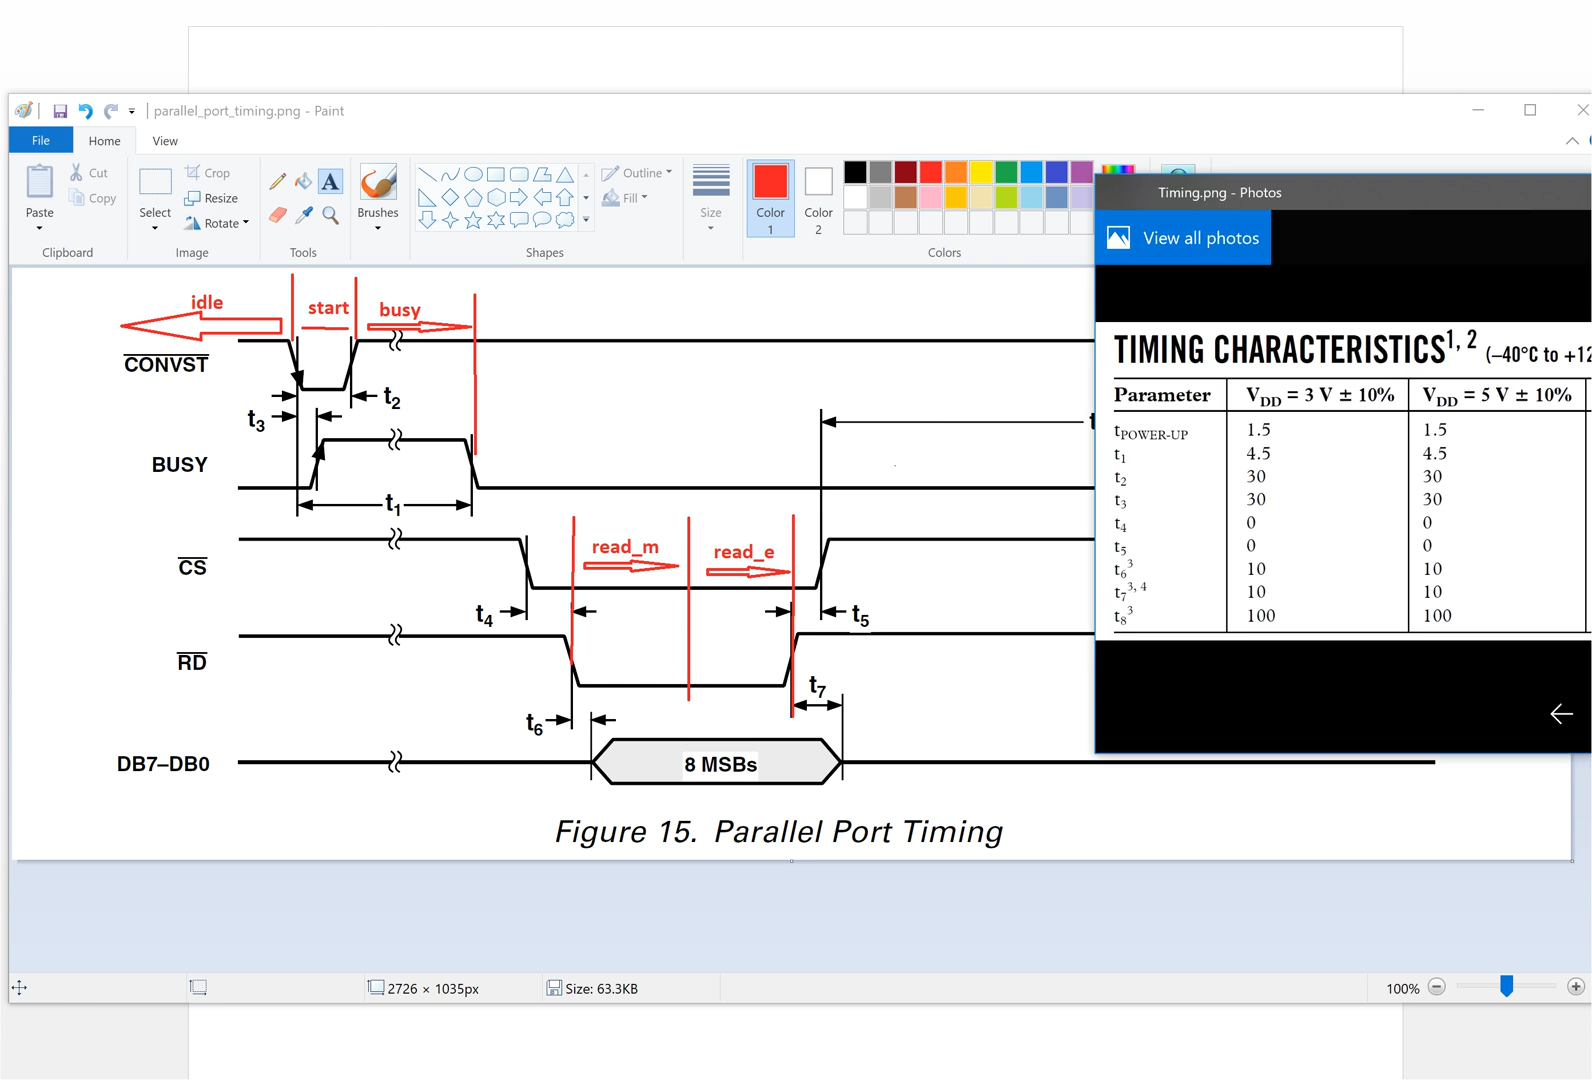 parallel_port_timing.png - Paint
File Home View
Paste
Cut
Copy
Clipboard
Select
Crop
Resize
Rotate
Image
A
Tools
Brushes
Outline
Fill
Shapes
Size
Color 1
Color 2
Colors
Timing.png - Photos
View all photos
idle start busy
CONVST
t2
t3
BUSY
t1
t
read_m read_e
CS
t4 t5
RD
t7
t6
DB7–DB0 8 MSBs
Figure 15. Parallel Port Timing
TIMING CHARACTERISTICS1, 2 (–40°C to +12
Parameter VDD = 3 V ± 10% VDD = 5 V ± 10%
tPOWER-UP 1.5 1.5
t1 4.5 4.5
t2 30 30
t3 30 30
t4 0 0
t5 0 0
t6 3 10 10
t7 3, 4 10 10
t8 3 100 100
2726 × 1035px
Size: 63.3KB
100%